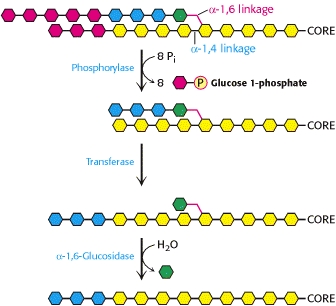 α-1,6 linkage
CORE
α-1,4 linkage
Phosphorylase
8 Pi
8 P Glucose 1-phosphate
CORE
Transferase
CORE
α-1,6-Glucosidase
H2O
CORE